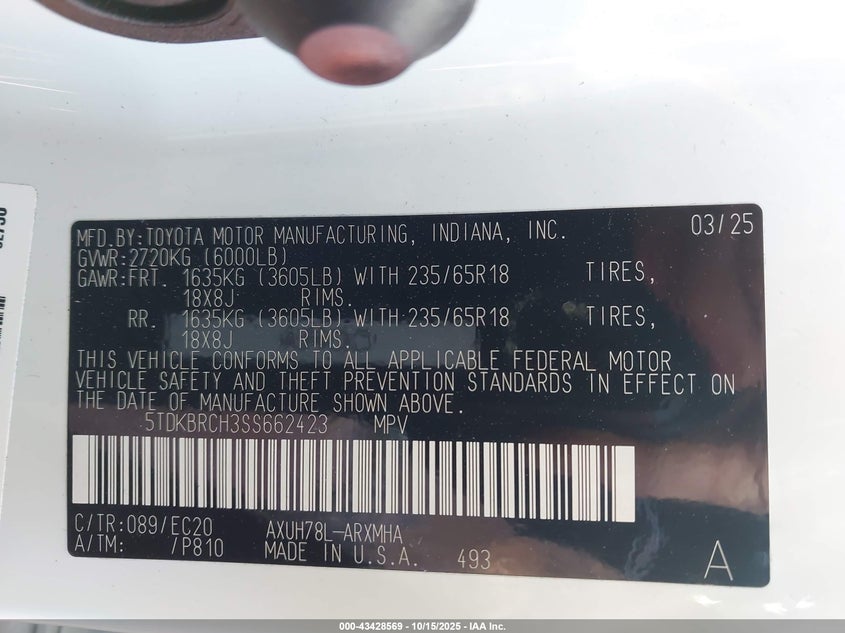 MFD.BY:TOYOTA MOTOR MANUFACTURING, INDIANA, INC. 03/25
GVWR:2720KG (6000LB)
GAWR:FRT. 1635KG (3605LB) WITH 235/65R18 TIRES,
18X8J RIMS.
RR. 1635KG (3605LB) WITH 235/65R18 TIRES,
18X8J RIMS.
THIS VEHICLE CONFORMS TO ALL APPLICABLE FEDERAL MOTOR
VEHICLE SAFETY AND THEFT PREVENTION STANDARDS IN EFFECT ON
THE DATE OF MANUFACTURE SHOWN ABOVE.
5TDKBRCH3SS662423 MPV
C/TR:089/EC20 AXUH78L-ARXMHA
A/TM: /P810 MADE IN U.S.A. 493 A
000-43428569 - 10/15/2025 - IAA Inc.